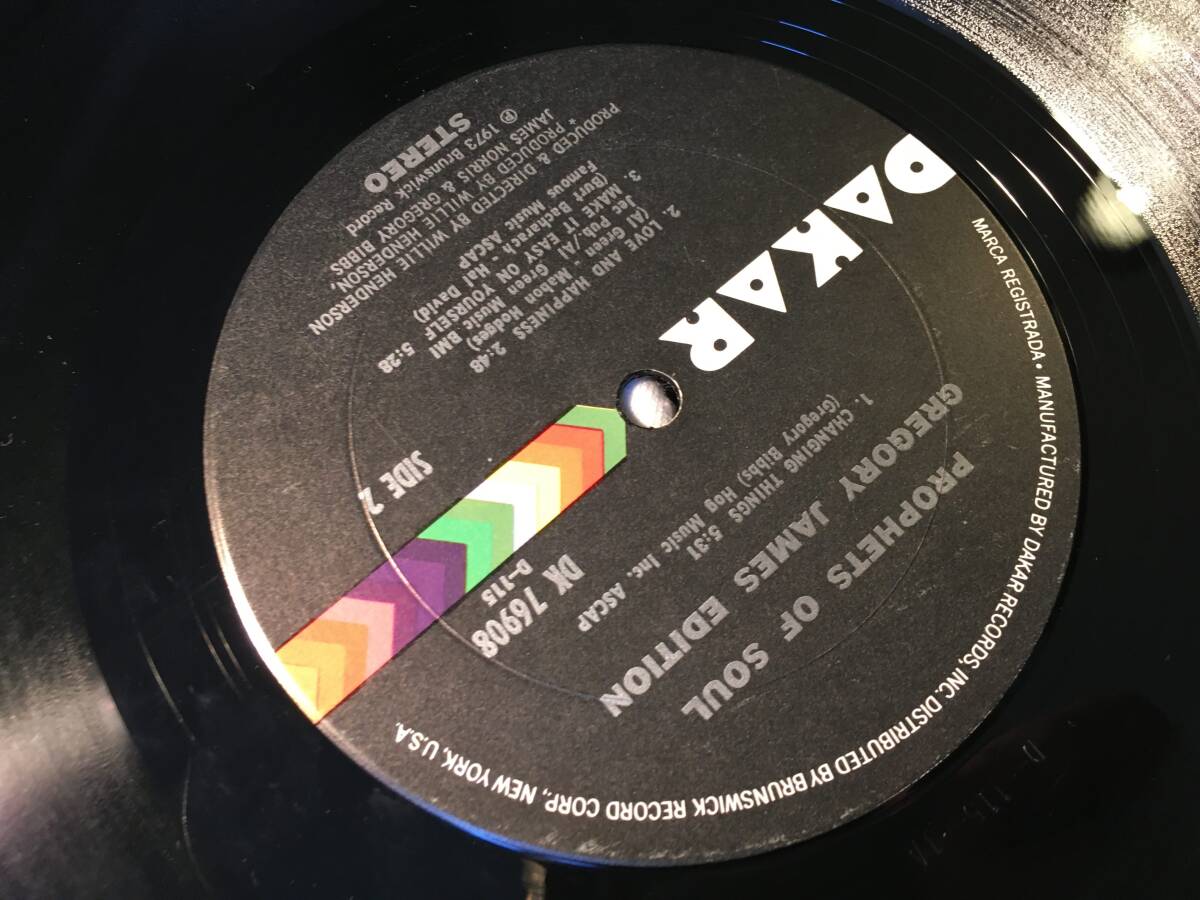 DAKAR
PROPHETS OF SOUL
GREGORY JAMES EDITION
1. CHANGING THINGS 5:31
(Gregory Bibbs) Hog Music Inc. ASCAP
DX 76908
D-115
SIDE 2
2. LOVE AND HAPPINESS 2:48
(Al Green - Mabon Hodges)
Jec Pub./Al Green Music BMI
3. MAKE IT EASY ON YOURSELF 5:28
(Burt Bacharach - Hal David)
Famous Music ASCAP
PRODUCED & DIRECTED BY WILLIE HENDERSON
* PRODUCED BY WILLIE HENDERSON,
JAMES NORRIS & GREGORY BIBBS
℗ 1973 Brunswick Record
STEREO
MARCA REGISTRADA • MANUFACTURED BY DAKAR RECORDS, INC. DISTRIBUTED BY BRUNSWICK RECORD CORP., NEW YORK, U.S.A.